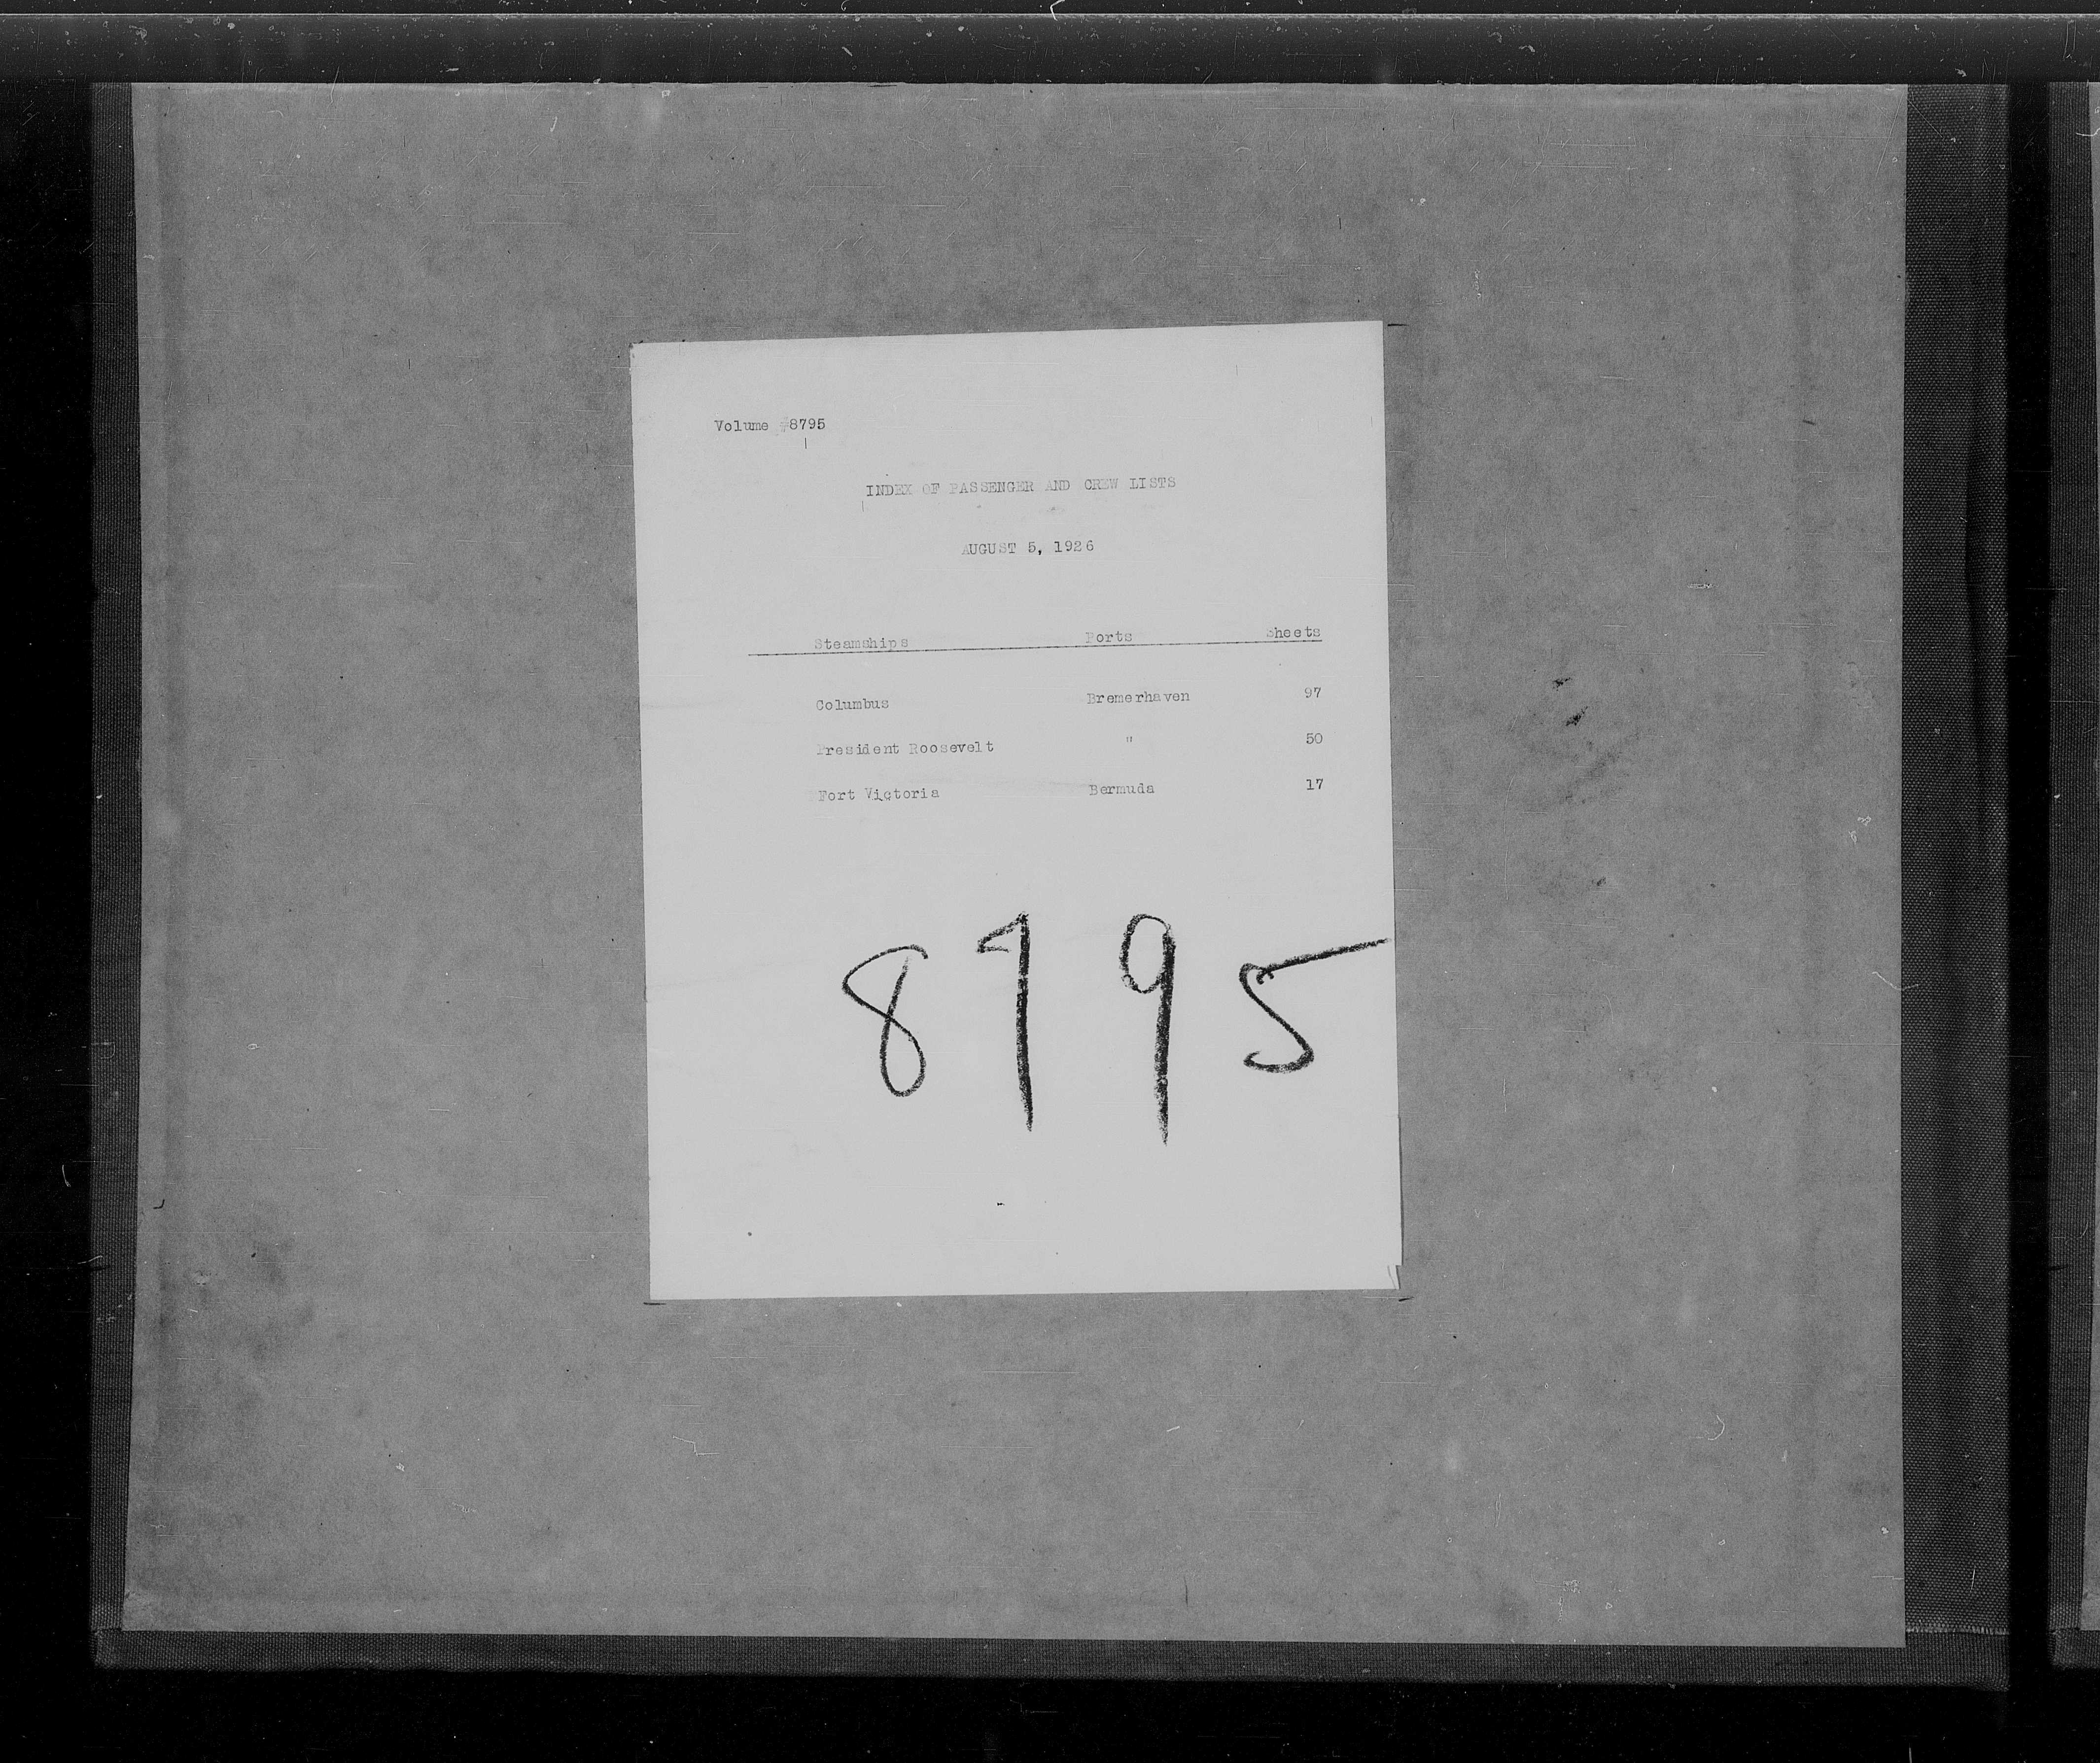 Volume #8795
INDEX OF PASSENGER AND CREW LISTS
AUGUST 5, 1926
Steamships Ports Sheets
Columbus Bremerhaven 97
President Roosevelt " 50
Fort Victoria Bermuda 17
8795